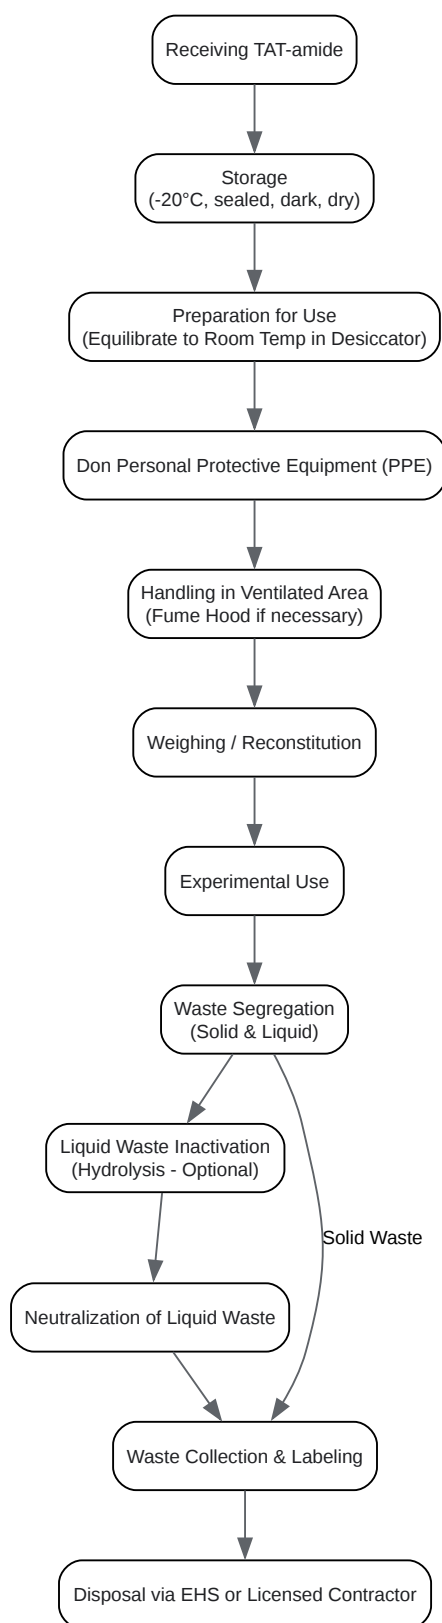 Receiving TAT-amide
Storage
(-20°C, sealed, dark, dry)
Preparation for Use
(Equilibrate to Room Temp in Desiccator)
Don Personal Protective Equipment (PPE)
Handling in Ventilated Area
(Fume Hood if necessary)
Weighing / Reconstitution
Experimental Use
Waste Segregation
(Solid & Liquid)
Liquid Waste Inactivation
(Hydrolysis - Optional)
Solid Waste
Neutralization of Liquid Waste
Waste Collection & Labeling
Disposal via EHS or Licensed Contractor